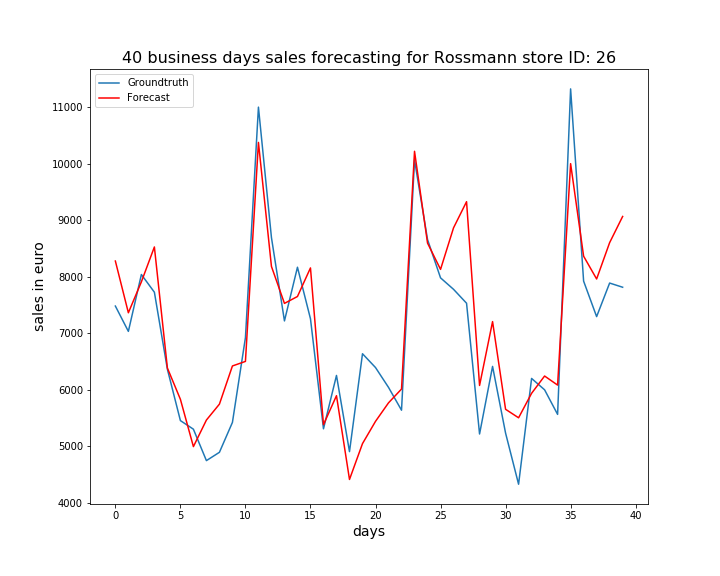 40 business days sales forecasting for Rossmann store ID: 26
Groundtruth
Forecast
11000
10000
9000
8000
7000
6000
5000
4000
sales in euro
0 5 10 15 20 25 30 35 40
days